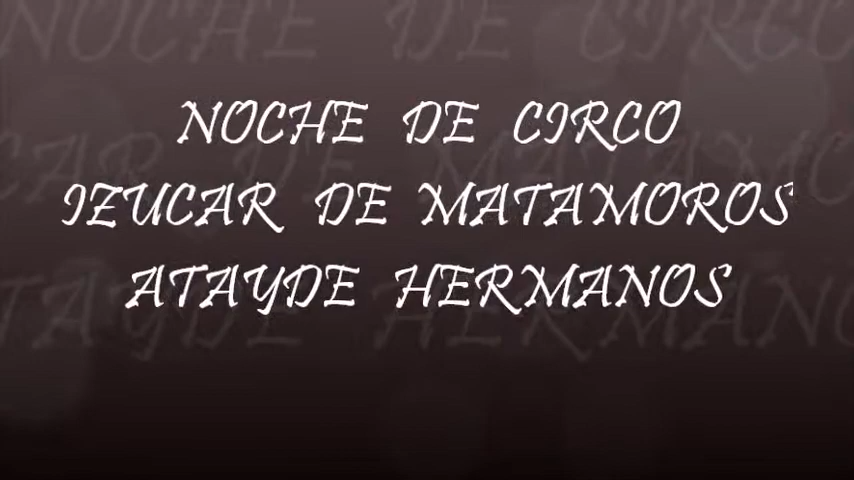 NOCHE DE CIRCO
IZUCAR DE MATAMOROS
ATAYDE HERMANOS